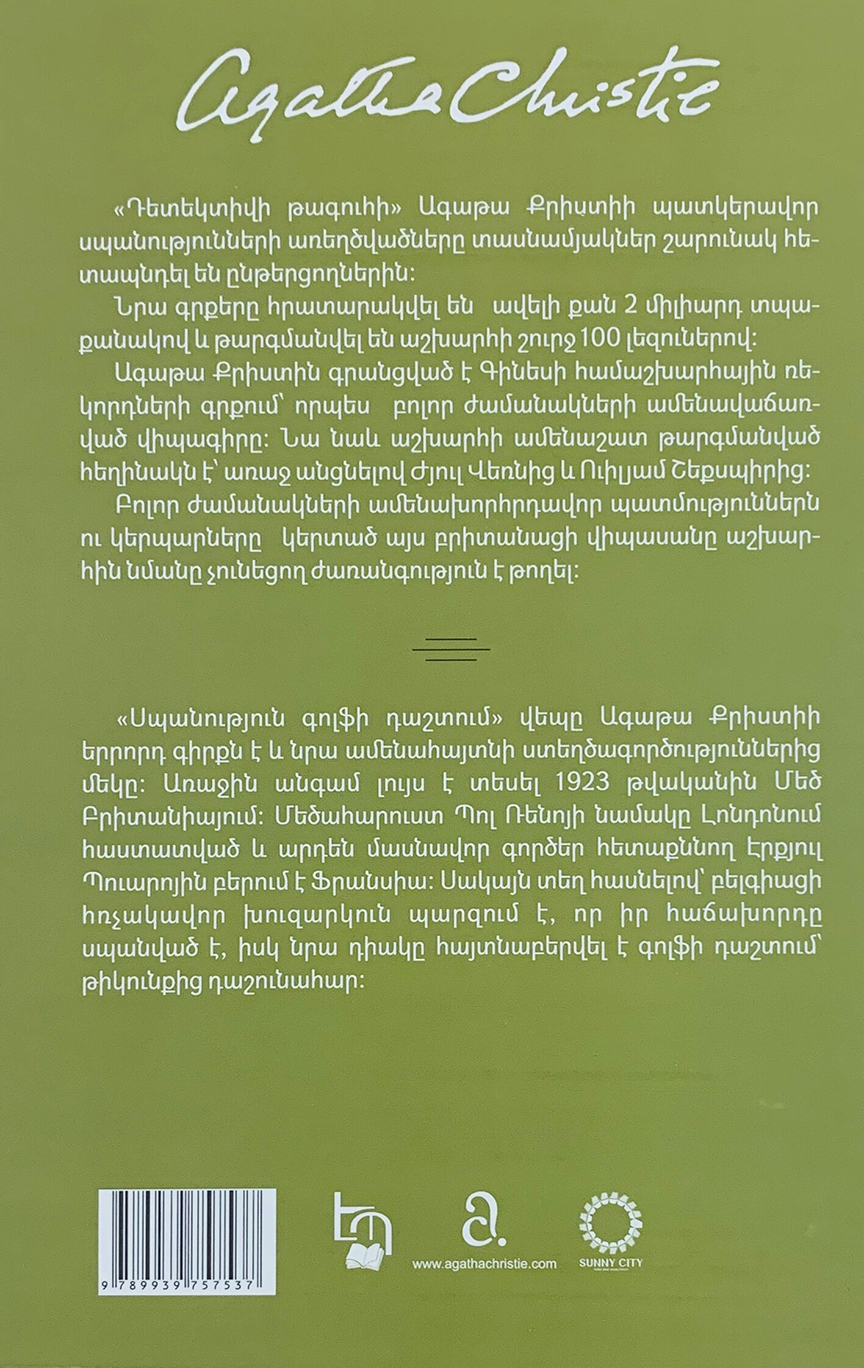 Agatha Christie
«Դետեկտիվի թագուհի» Ագաթա Քրիստիի պատկերավոր
սպանությունների առեղծվածները տասնամյակներ շարունակ հե-
տապնդել են ընթերցողներին։
Նրա գրքերը հրատարակվել են ավելի քան 2 միլիարդ տպա-
քանակով և թարգմանվել են աշխարհի շուրջ 100 լեզուներով։
Ագաթա Քրիստին գրանցված է Գինեսի համաշխարհային ռե-
կորդների գրքում՝ որպես բոլոր ժամանակների ամենավաճառ-
ված վիպագիրը։ Նա նաև աշխարհի ամենաշատ թարգմանված
հեղինակն է՝ առաջ անցնելով Ժյուլ Վեռնից և Ուիլյամ Շեքսպիրից։
Բոլոր ժամանակների ամենախորհրդավոր պատմություններն
ու կերպարները կերտած այս բրիտանացի վիպասանը աշխար-
հին նմանը չունեցող ժառանգություն է թողել։
«Սպանություն գոլֆի դաշտում» վեպը Ագաթա Քրիստիի
երրորդ գիրքն է և նրա ամենահայտնի ստեղծագործություններից
մեկը։ Առաջին անգամ լույս է տեսել 1923 թվականին Մեծ
Բրիտանիայում։ Մեծահարուստ Պոլ Ռենոյի նամակը Լոնդոնում
հաստատված և արդեն մասնավոր գործեր հետաքննող Էրքյուլ
Պուարոյին բերում է Ֆրանսիա։ Սակայն տեղ հասնելով՝ բելգիացի
հռչակավոր խուզարկուն պարզում է, որ իր հաճախորդը
սպանված է, իսկ նրա դիակը հայտնաբերվել է գոլֆի դաշտում՝
թիկունքից դաշունահար։
9 789939 757537
ԷՊ
a.
www.agathachristie.com
SUNNY CITY